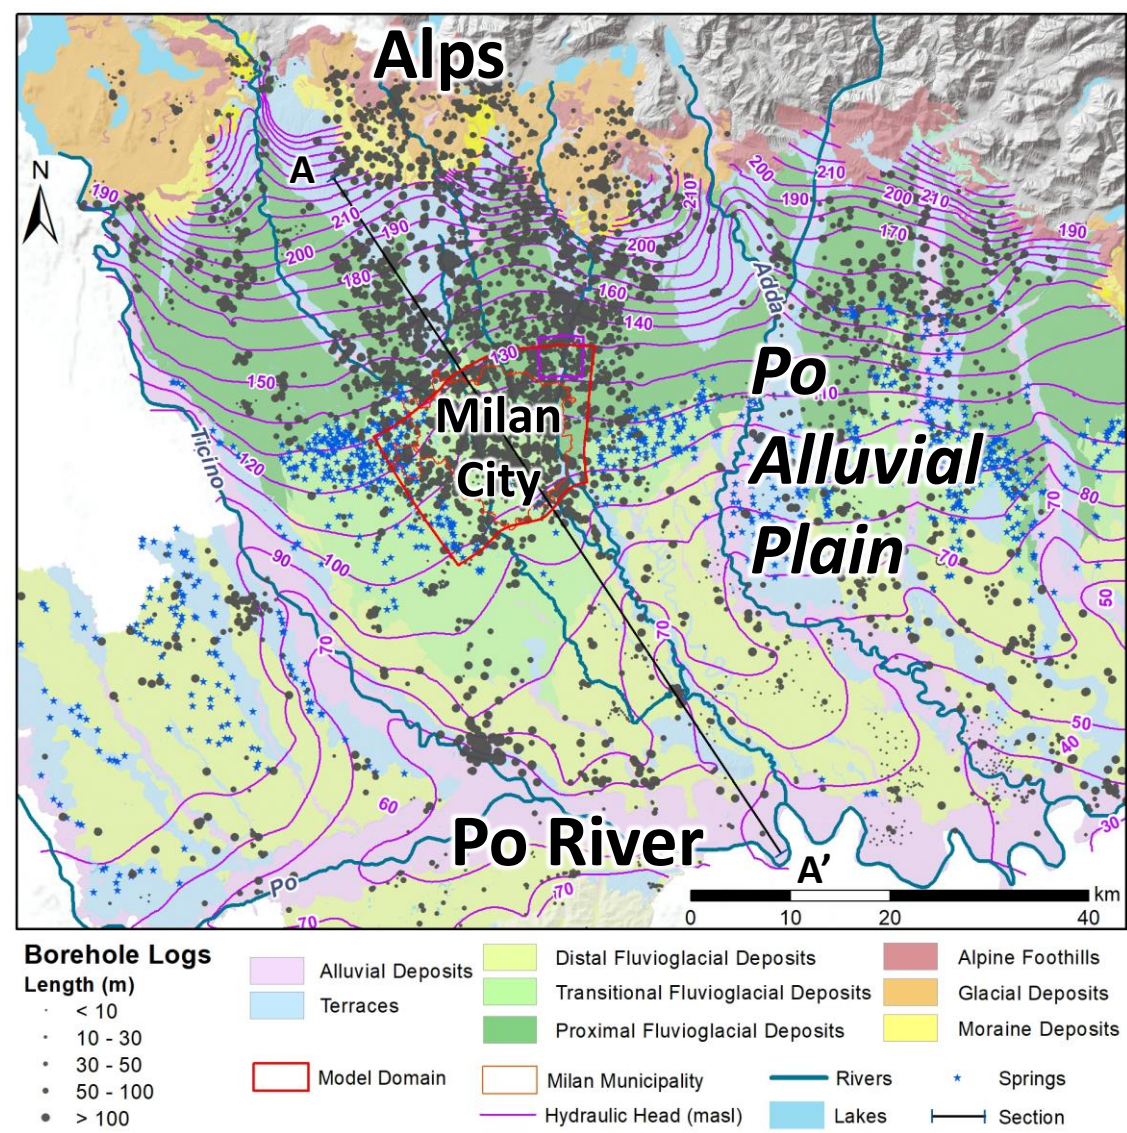 Alps
N
A
190
210
190
200
180
210
200
190
200
210
200
210
170
190
160
140
130
150
110
Adda
Po
Alluvial
Plain
Milan
City
Ticino
120
90
100
70
70
80
70
70
50
50
40
30
60
Po River
Po
70
70
A’
km
0 10 20 40
Borehole Logs
Length (m)
< 10
10 - 30
30 - 50
50 - 100
> 100
Alluvial Deposits
Terraces
Distal Fluvioglacial Deposits
Transitional Fluvioglacial Deposits
Proximal Fluvioglacial Deposits
Alpine Foothills
Glacial Deposits
Moraine Deposits
Model Domain
Milan Municipality
Rivers
Springs
Hydraulic Head (masl)
Lakes
Section